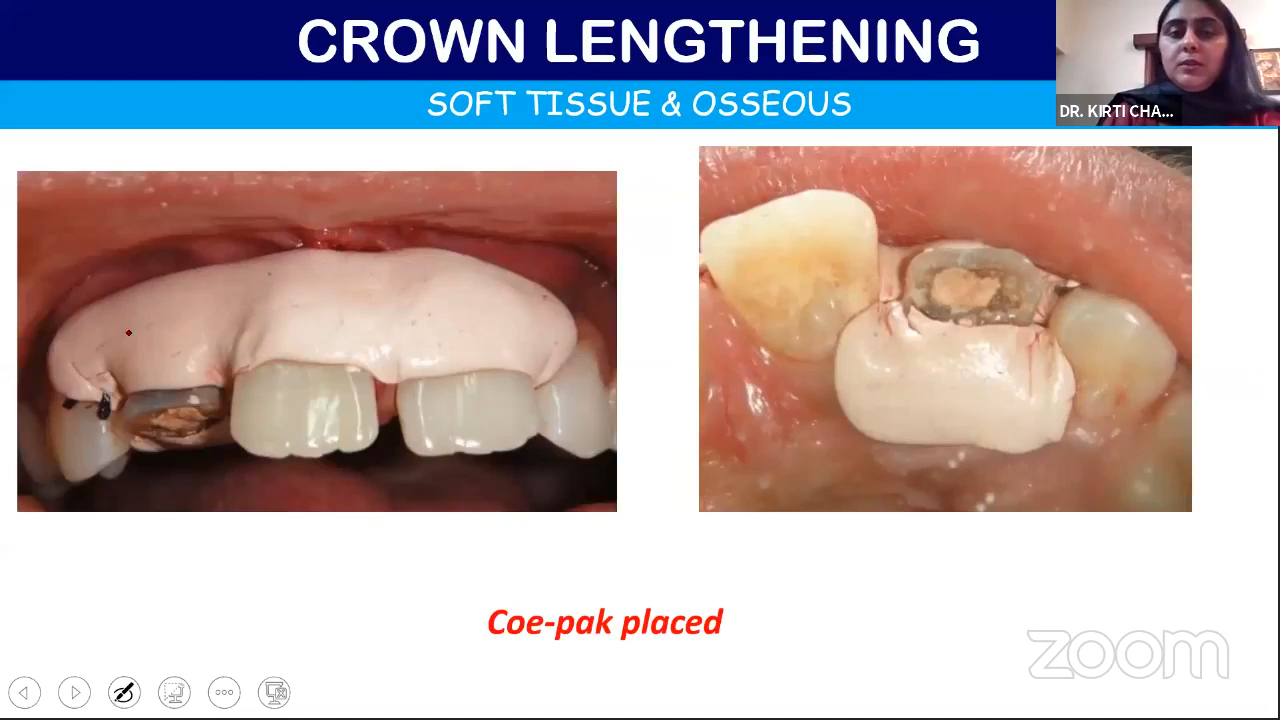 CROWN LENGTHENING
SOFT TISSUE & OSSEOUS
DR. KIRTI CHA...
Coe-pak placed
zoom